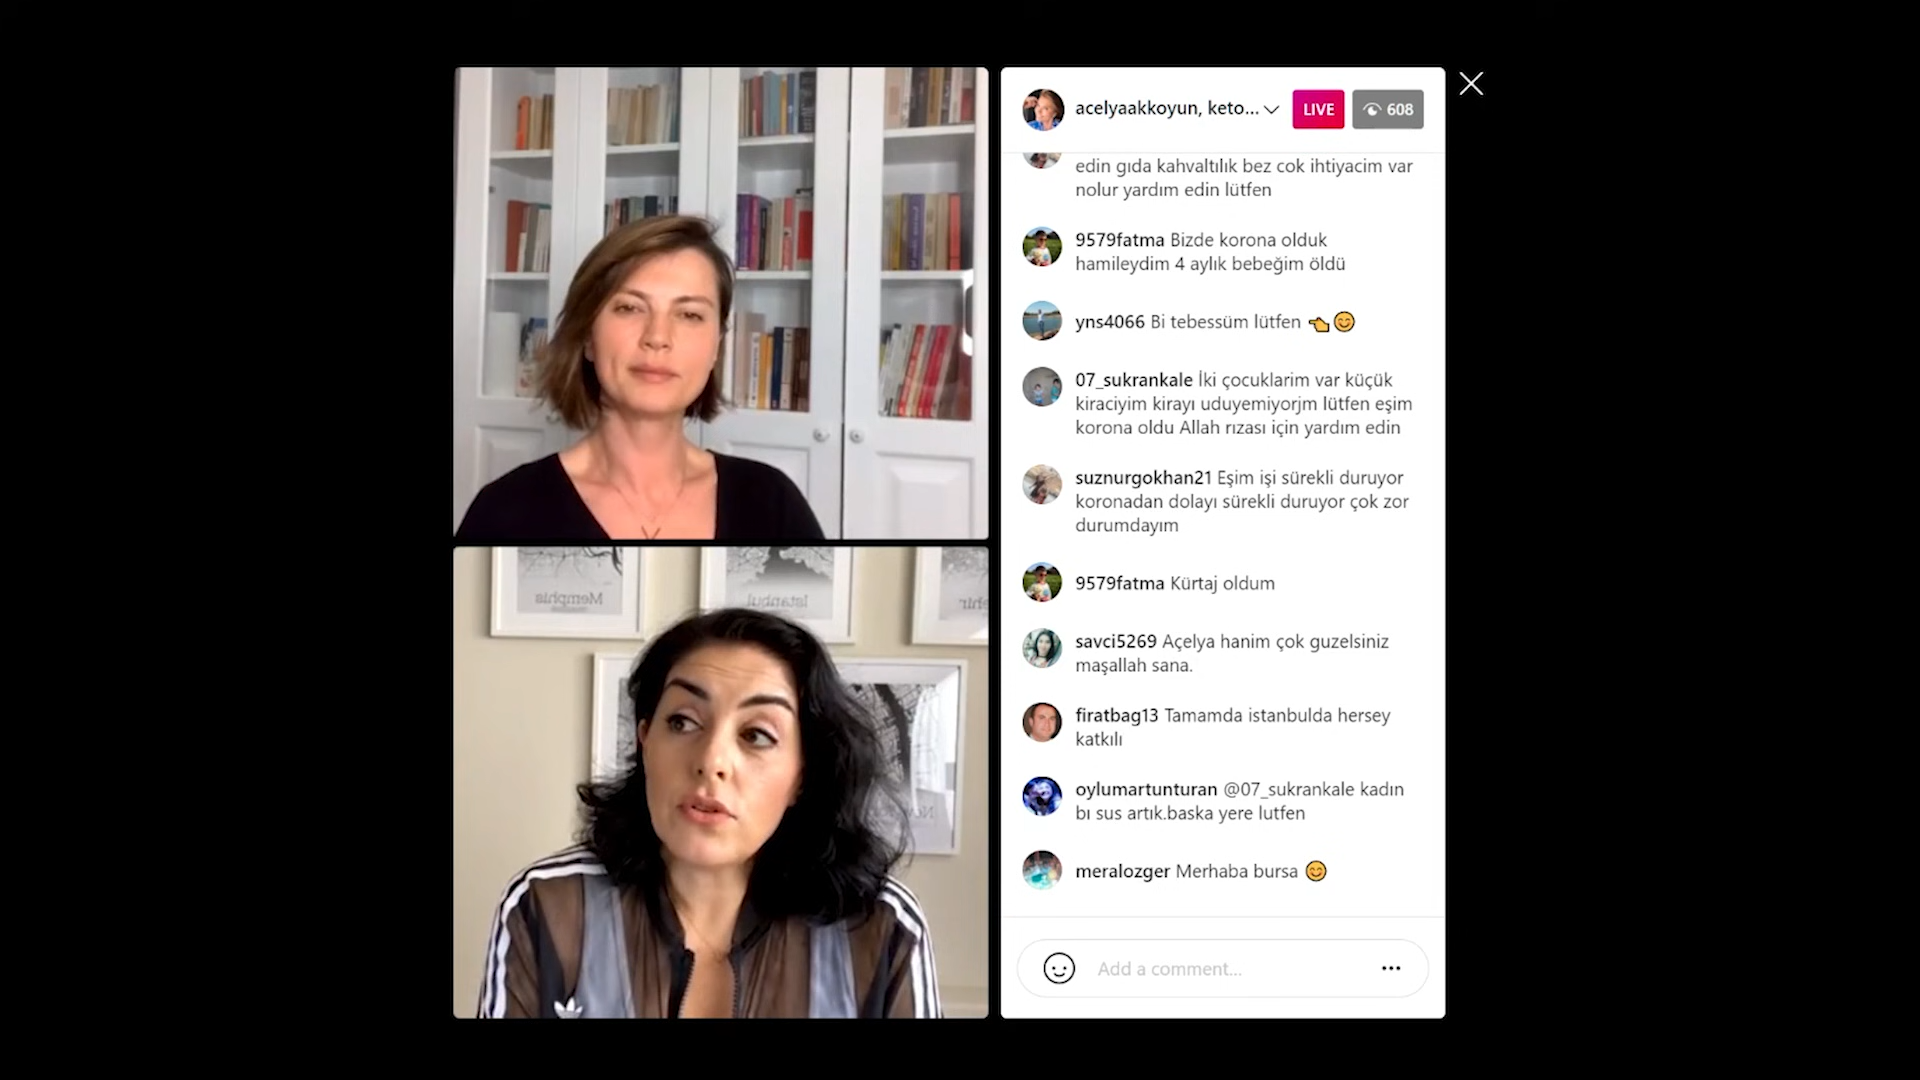 Memphis
Istanbul
acelyaakkoyun, keto...
LIVE
608
edin gıda kahvaltılık bez cok ihtiyacim var
nolur yardım edin lütfen
9579fatma Bizde korona olduk
hamileydim 4 aylık bebeğim öldü
yns4066 Bi tebessüm lütfen 👈😊
07_sukrankale İki çocuklarim var küçük
kiraciyim kirayı uduyemiyorjm lütfen eşim
korona oldu Allah rızası için yardım edin
suznurgokhan21 Eşim işi sürekli duruyor
koronadan dolayı sürekli duruyor çok zor
durumdayım
9579fatma Kürtaj oldum
savci5269 Açelya hanim çok guzelsiniz
maşallah sana.
firatbag13 Tamamda istanbulda hersey
katkılı
oylumartunturan @07_sukrankale kadın
bı sus artık.baska yere lutfen
meralozger Merhaba bursa 😊
Add a comment...